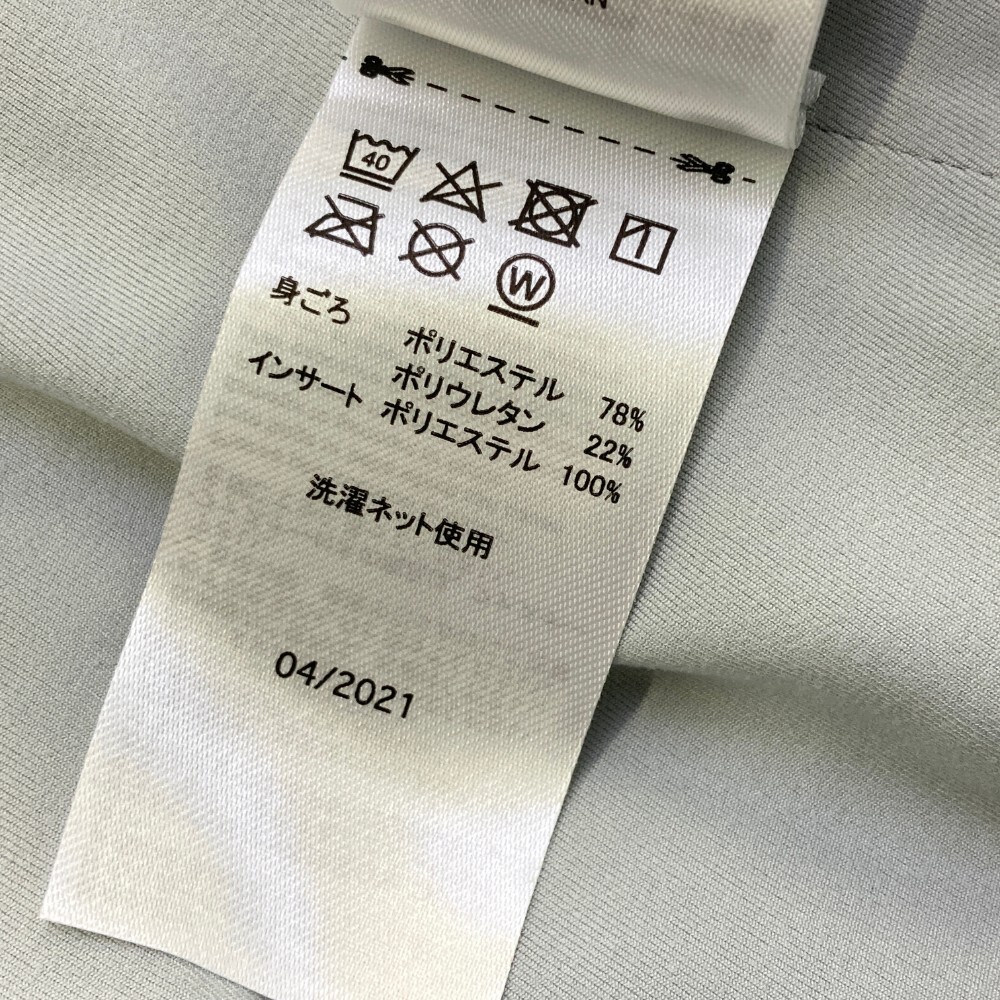 40
W
身ごろ ポリエステル 78%
ポリウレタン 22%
インサート ポリエステル 100%
洗濯ネット使用
04/2021